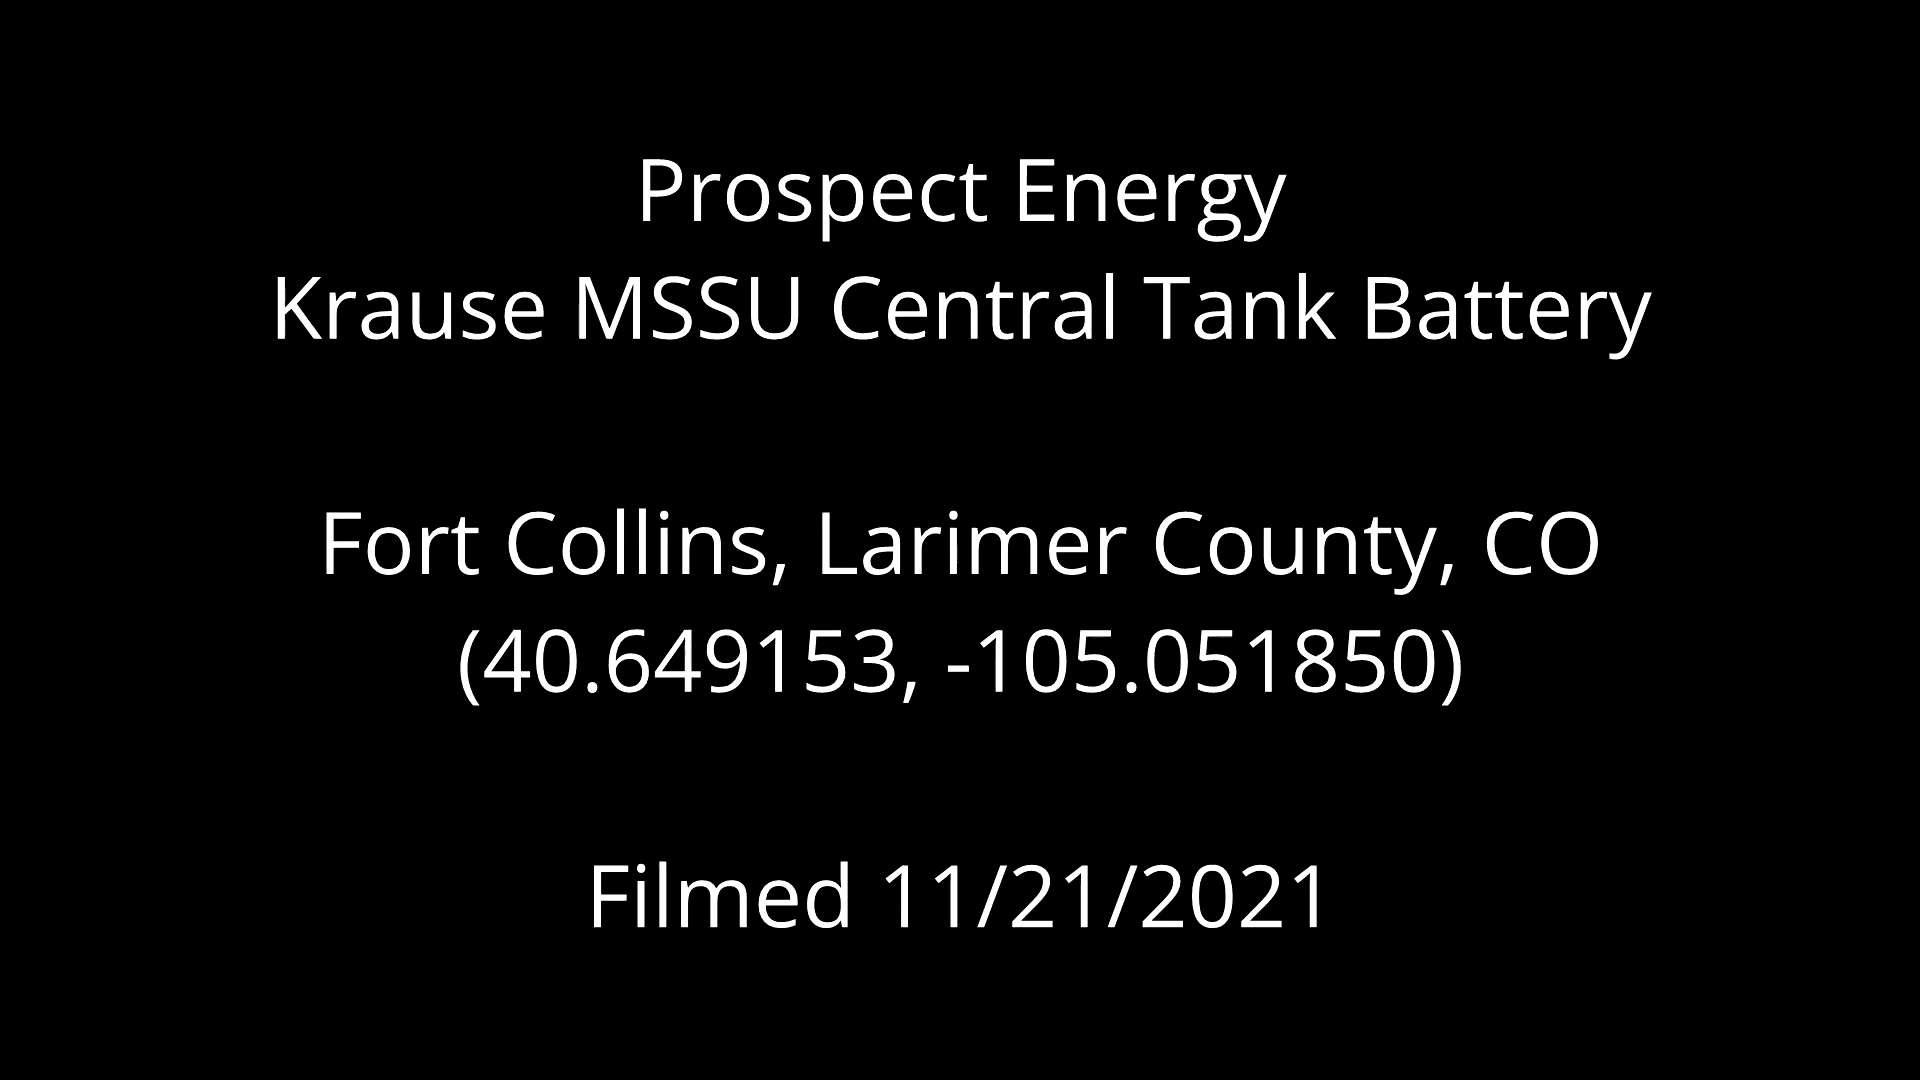 Prospect Energy
Krause MSSU Central Tank Battery
Fort Collins, Larimer County, CO
(40.649153, -105.051850)
Filmed 11/21/2021